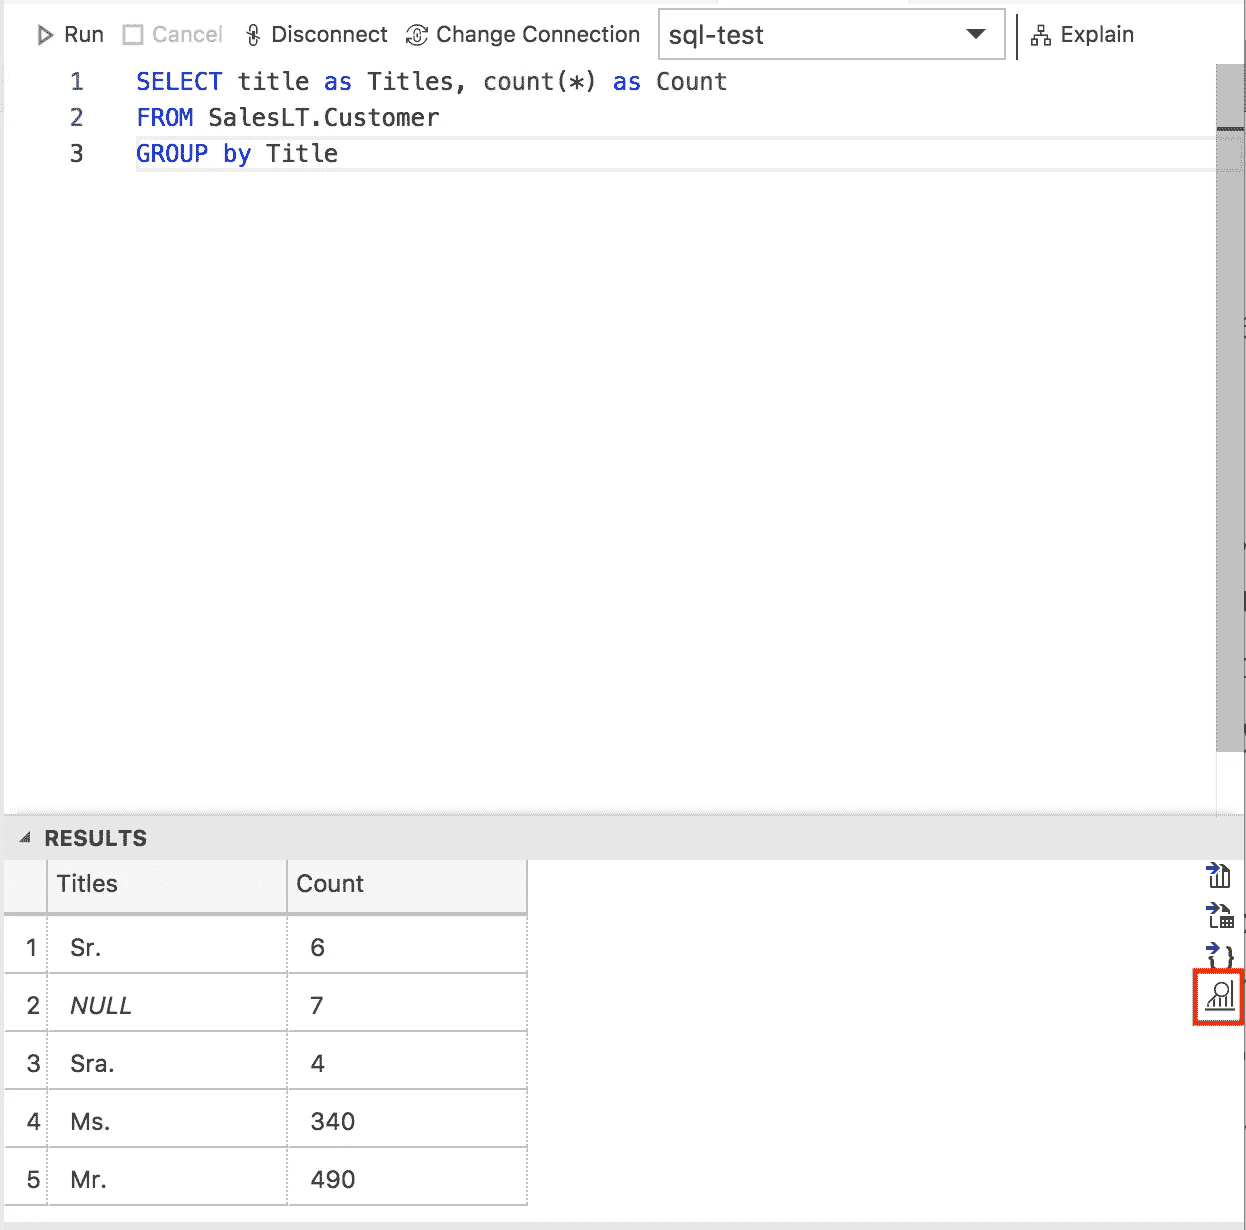 Run Cancel Disconnect Change Connection sql-test Explain
1 SELECT title as Titles, count(*) as Count
2 FROM SalesLT.Customer
3 GROUP by Title
RESULTS
Titles Count
1 Sr. 6
2 NULL 7
3 Sra. 4
4 Ms. 340
5 Mr. 490